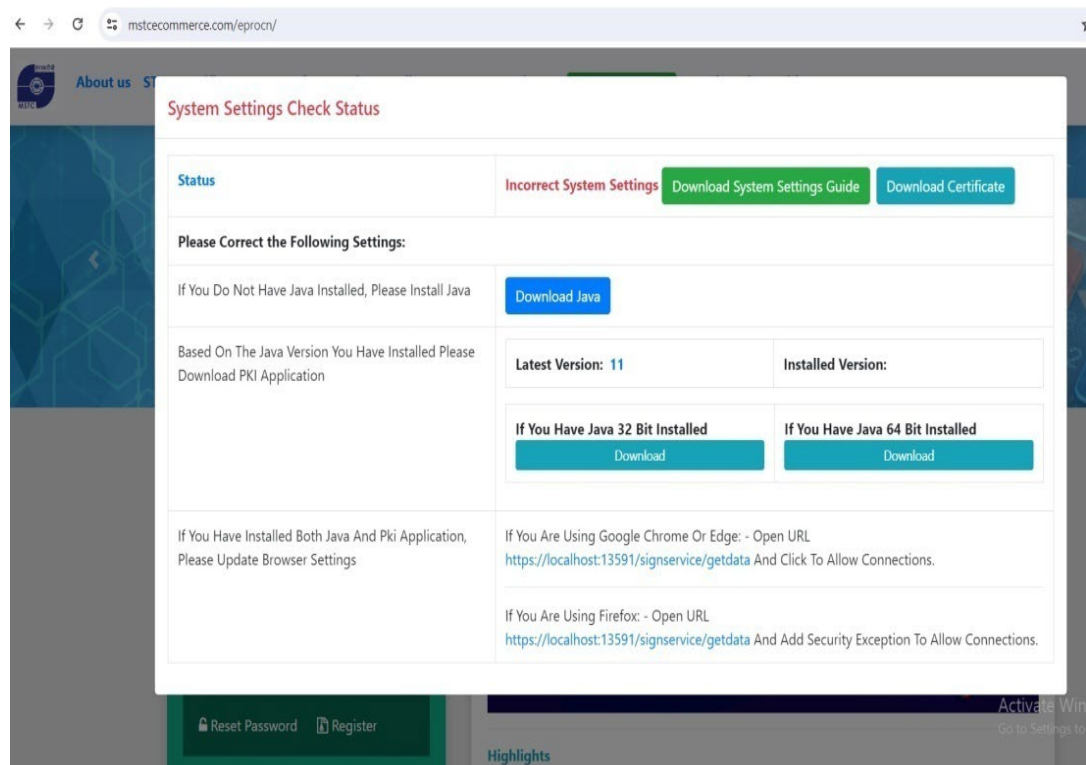 mstcecommerce.com/eprocn/
MSTC
About us ST
System Settings Check Status
Status
Incorrect System Settings Download System Settings Guide Download Certificate
Please Correct the Following Settings:
If You Do Not Have Java Installed, Please Install Java
Download Java
Based On The Java Version You Have Installed Please
Download PKI Application
Latest Version: 11 Installed Version:
If You Have Java 32 Bit Installed If You Have Java 64 Bit Installed
Download Download
If You Have Installed Both Java And Pki Application,
Please Update Browser Settings
If You Are Using Google Chrome Or Edge: - Open URL
https://localhost:13591/signservice/getdata And Click To Allow Connections.
If You Are Using Firefox: - Open URL
https://localhost:13591/signservice/getdata And Add Security Exception To Allow Connections.
Reset Password Register
Highlights
Activate Win
Go to Settings to